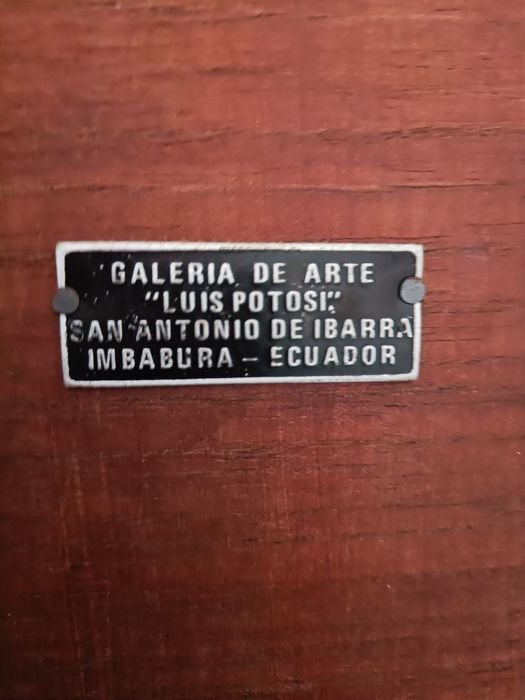 GALERIA DE ARTE
"LUIS POTOSI"
SAN ANTONIO DE IBARRA
IMBABURA – ECUADOR